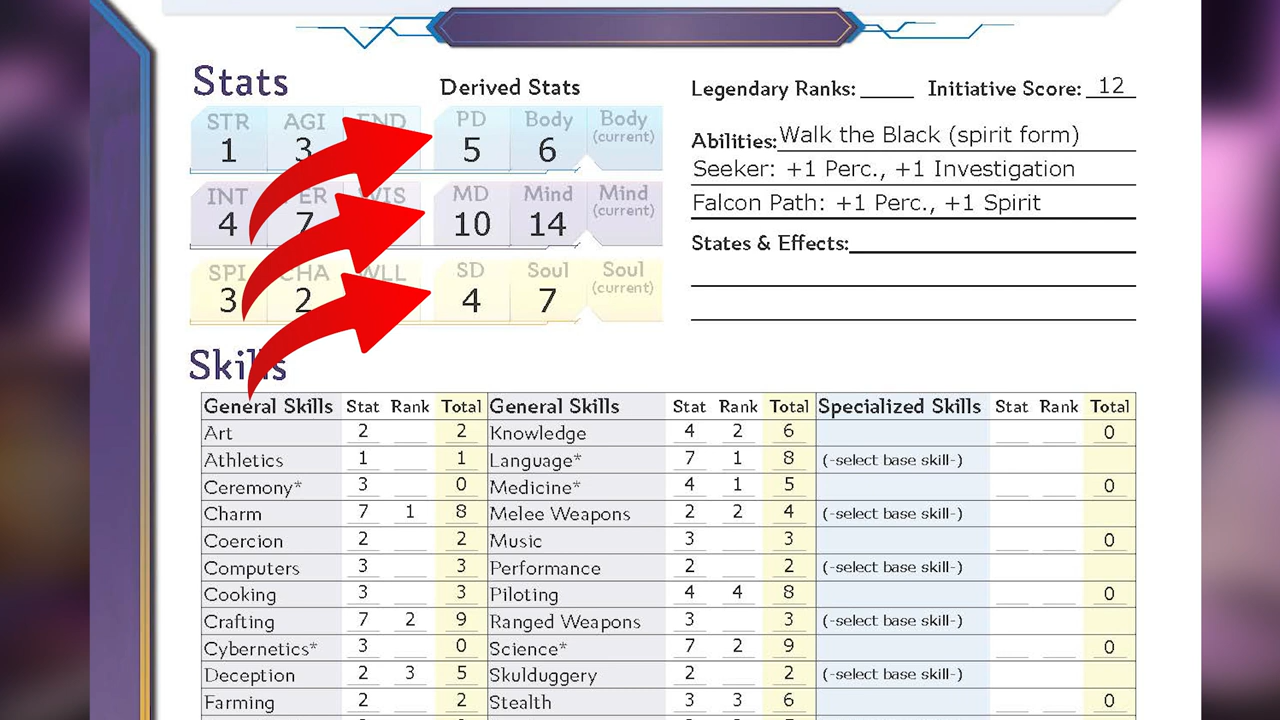 Stats
Derived Stats
Legendary Ranks: Initiative Score: 12
STR AGI END PD Body Body (current)
1 3 5 6
Abilities: Walk the Black (spirit form)
Seeker: +1 Perc., +1 Investigation
Falcon Path: +1 Perc., +1 Spirit
INT PER WIS MD Mind Mind (current)
4 7 10 14
States & Effects:
SPI CHA WLL SD Soul Soul (current)
3 2 4 7
Skills
General Skills Stat Rank Total General Skills Stat Rank Total Specialized Skills Stat Rank Total
Art 2 2 Knowledge 4 2 6 0
Athletics 1 1 Language* 7 1 8 (-select base skill-)
Ceremony* 3 0 Medicine* 4 1 5 0
Charm 7 1 8 Melee Weapons 2 2 4 (-select base skill-)
Coercion 2 2 Music 3 3 0
Computers 3 3 Performance 2 2 (-select base skill-)
Cooking 3 3 Piloting 4 4 8 0
Crafting 7 2 9 Ranged Weapons 3 3 (-select base skill-)
Cybernetics* 3 0 Science* 7 2 9 0
Deception 2 3 5 Skulduggery 2 2 (-select base skill-)
Farming 2 2 Stealth 3 3 6 0